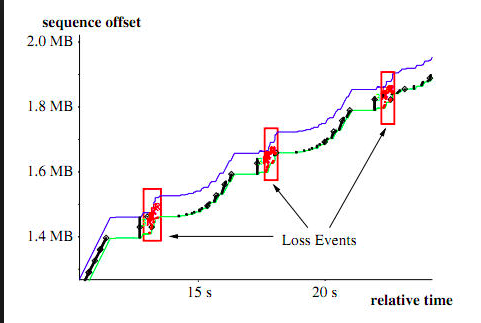 sequence offset
2.0 MB
1.8 MB
1.6 MB
1.4 MB
Loss Events
15 s
20 s
relative time